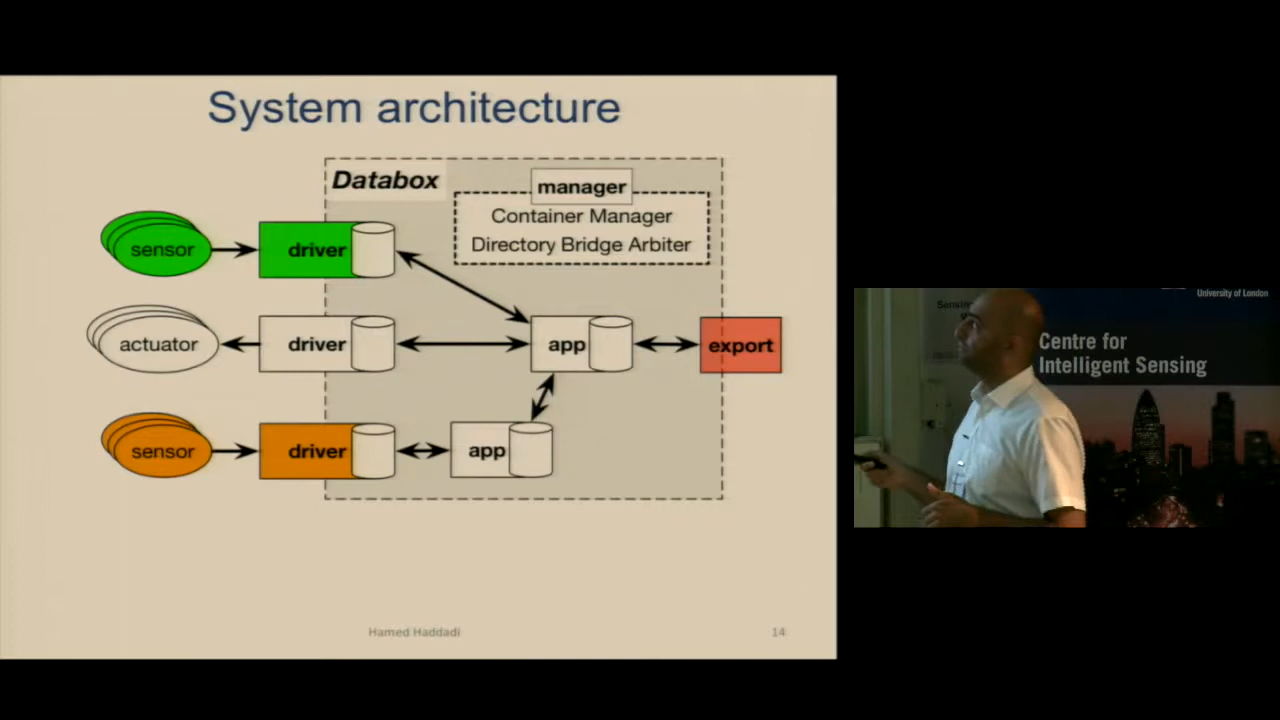 System architecture
Databox
manager
Container Manager
Directory Bridge Arbiter
sensor
driver
actuator
driver
app
export
sensor
driver
app
Hamed Haddadi
14
University of London
Centre for
Intelligent Sensing